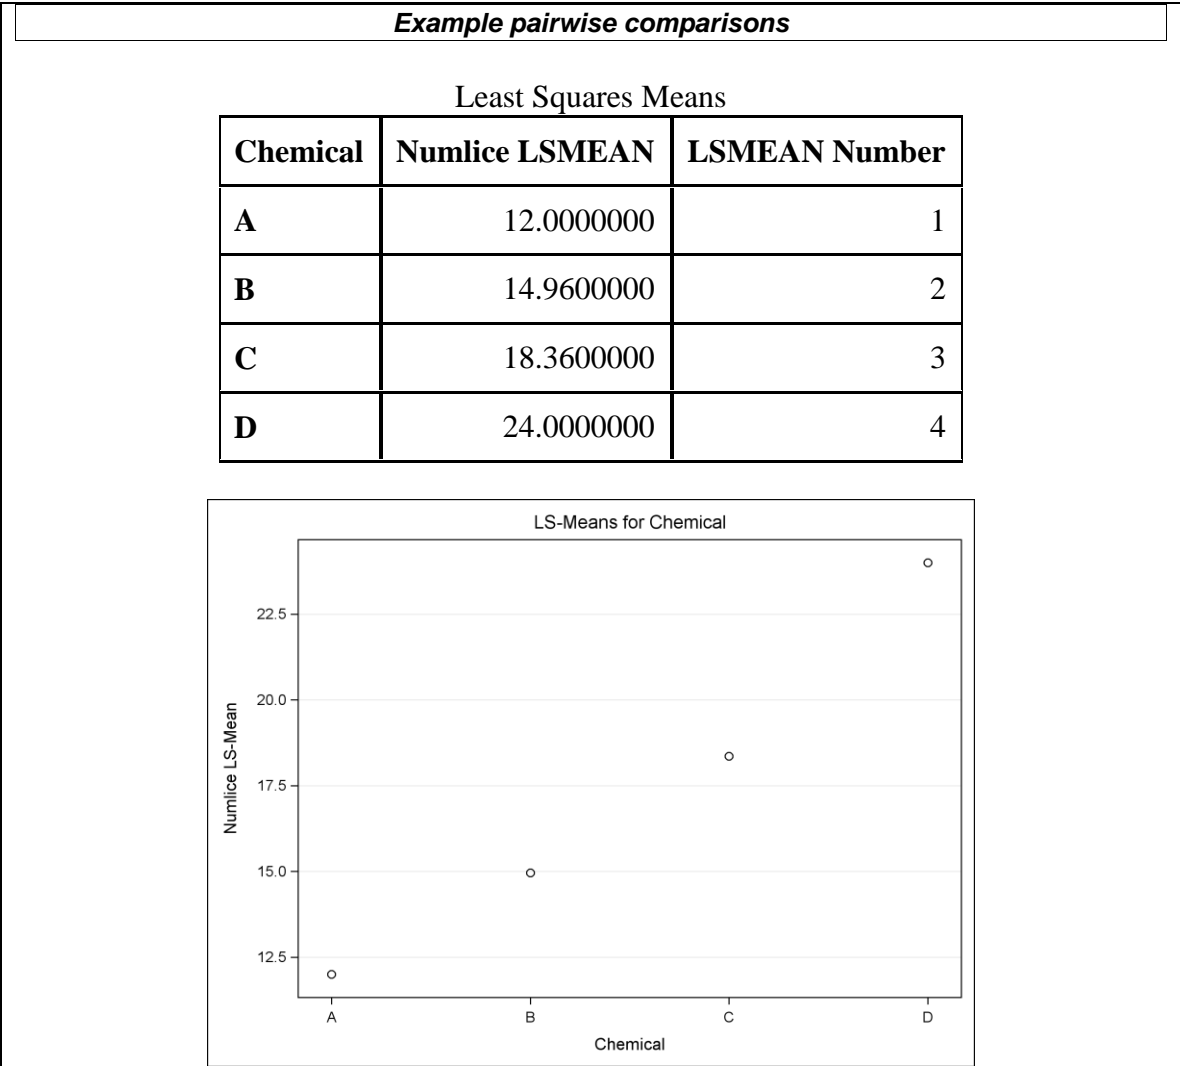 Example pairwise comparisons
Least Squares Means
Chemical Numlice LSMEAN LSMEAN Number
A 12.0000000 1
B 14.9600000 2
C 18.3600000 3
D 24.0000000 4
LS-Means for Chemical
22.5
20.0
17.5
15.0
12.5
Numlice LS-Mean
A B C D
Chemical